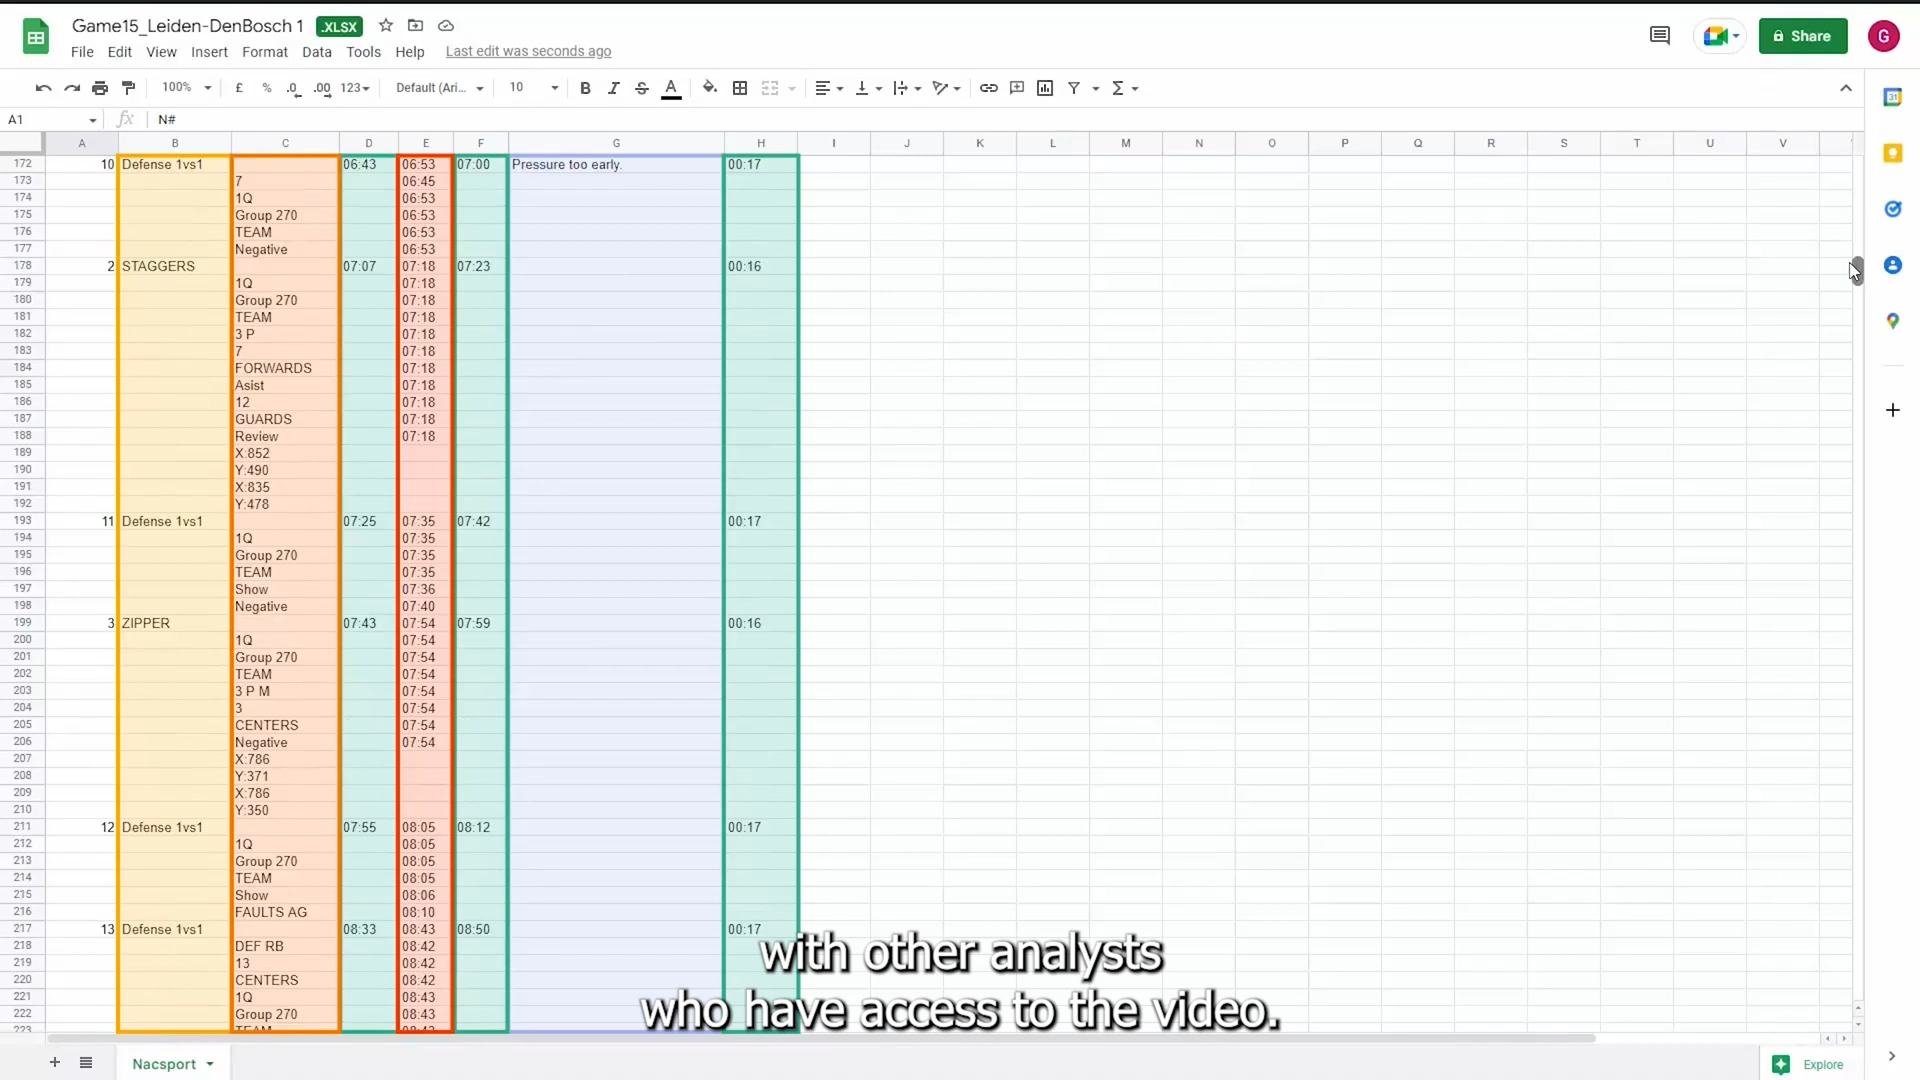 Game15_Leiden-DenBosch 1 .XLSX
File Edit View Insert Format Data Tools Help Last edit was seconds ago
Share G
100% £ % .0 .00 123 Default (Ari... 10 B I S A Σ
31
A1 fx N#
A B C D E F G H I J K L M N O P Q R S T U V
172 10 Defense 1vs1 06:43 06:53 07:00 Pressure too early. 00:17
173 7 06:45
174 1Q 06:53
175 Group 270 06:53
176 TEAM 06:53
177 Negative 06:53
178 2 STAGGERS 07:07 07:18 07:23 00:16
179 1Q 07:18
180 Group 270 07:18
181 TEAM 07:18
182 3 P 07:18
183 7 07:18
184 FORWARDS 07:18
185 Asist 07:18
186 12 07:18
187 GUARDS 07:18
188 Review 07:18
189 X:852
190 Y:490
191 X:835
192 Y:478
193 11 Defense 1vs1 07:25 07:35 07:42 00:17
194 1Q 07:35
195 Group 270 07:35
196 TEAM 07:35
197 Show 07:36
198 Negative 07:40
199 3 ZIPPER 07:43 07:54 07:59 00:16
200 1Q 07:54
201 Group 270 07:54
202 TEAM 07:54
203 3 P M 07:54
204 3 07:54
205 CENTERS 07:54
206 Negative 07:54
207 X:786
208 Y:371
209 X:786
210 Y:350
211 12 Defense 1vs1 07:55 08:05 08:12 00:17
212 1Q 08:05
213 Group 270 08:05
214 TEAM 08:05
215 Show 08:06
216 FAULTS AG 08:10
217 13 Defense 1vs1 08:33 08:43 08:50 00:17
218 DEF RB 08:42
219 13 08:42
220 CENTERS 08:42
221 1Q 08:43
222 Group 270 08:43
223 TEAM 08:43
with other analysts
who have access to the video.
Nacsport
Explore